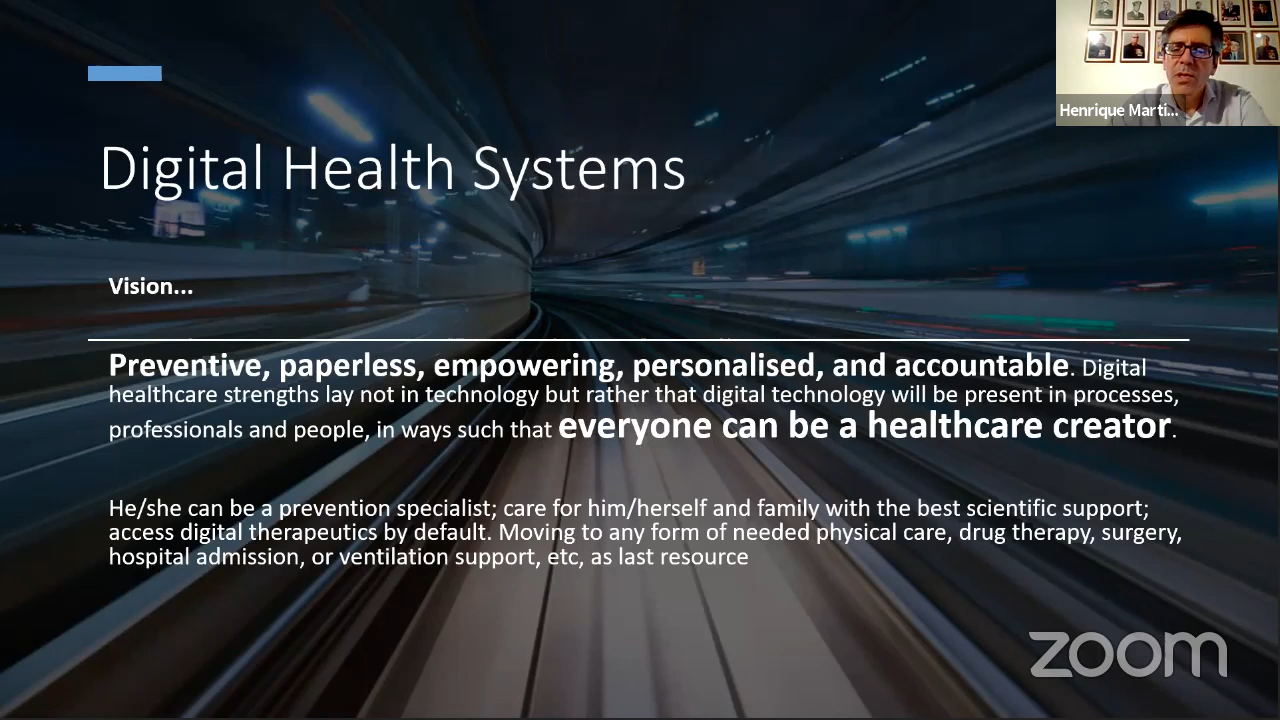 Henrique Marti...
Digital Health Systems
Vision...
Preventive, paperless, empowering, personalised, and accountable. Digital
healthcare strengths lay not in technology but rather that digital technology will be present in processes,
professionals and people, in ways such that everyone can be a healthcare creator.
He/she can be a prevention specialist; care for him/herself and family with the best scientific support;
access digital therapeutics by default. Moving to any form of needed physical care, drug therapy, surgery,
hospital admission, or ventilation support, etc, as last resource
zoom